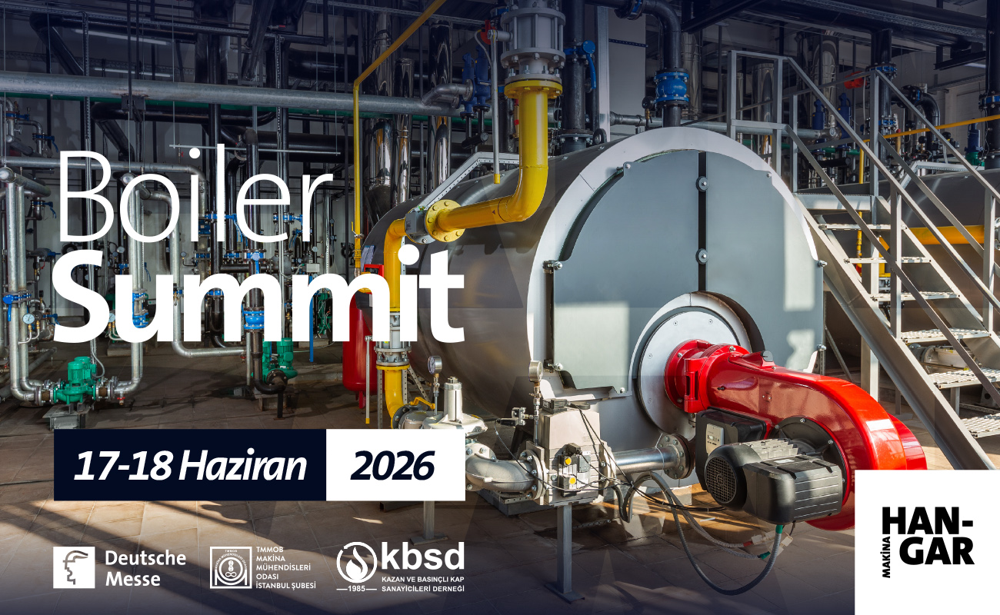 Boiler
Summit
17-18 Haziran
2026
Deutsche
Messe
TMMOB
MAKİNA
MÜHENDİSLERİ
ODASI
İSTANBUL ŞUBESİ
kbsd
KAZAN VE BASINÇLI KAP
SANAYİCİLERİ DERNEĞİ
1985
MAKİNA
HAN-
GAR